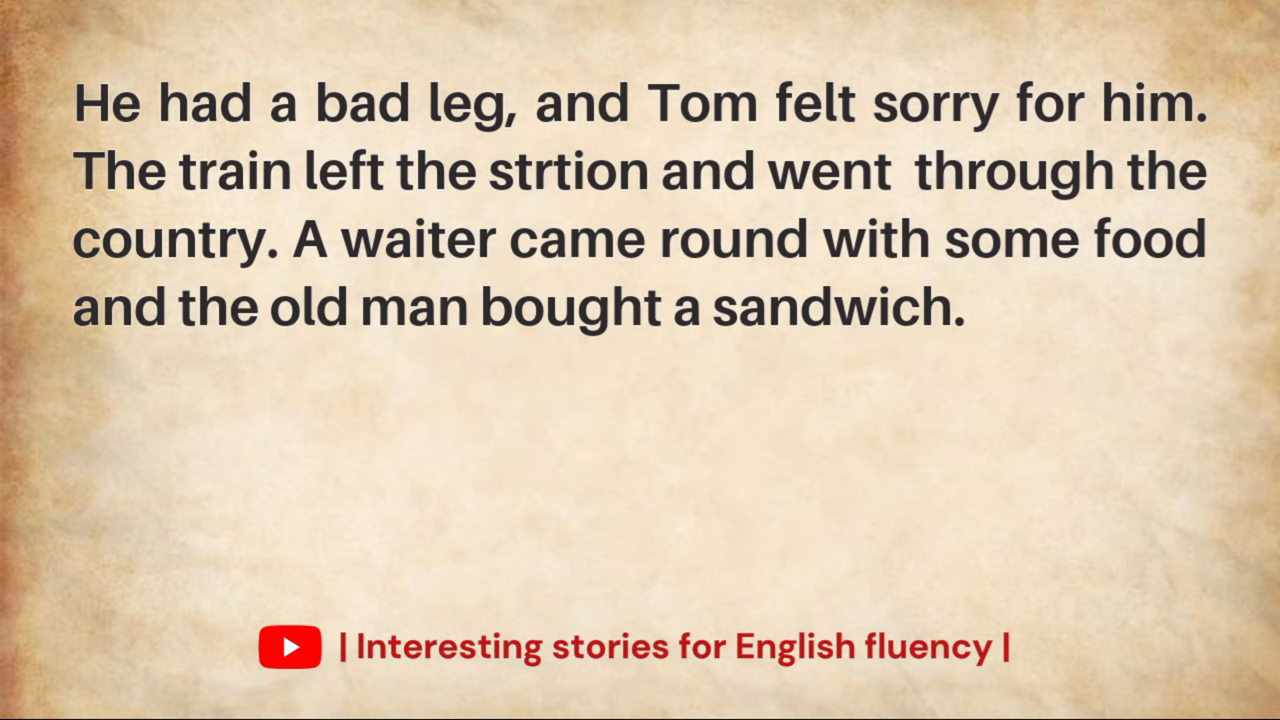 He had a bad leg, and Tom felt sorry for him.
The train left the strtion and went  through the
country. A waiter came round with some food
and the old man bought a sandwich.
| Interesting stories for English fluency |